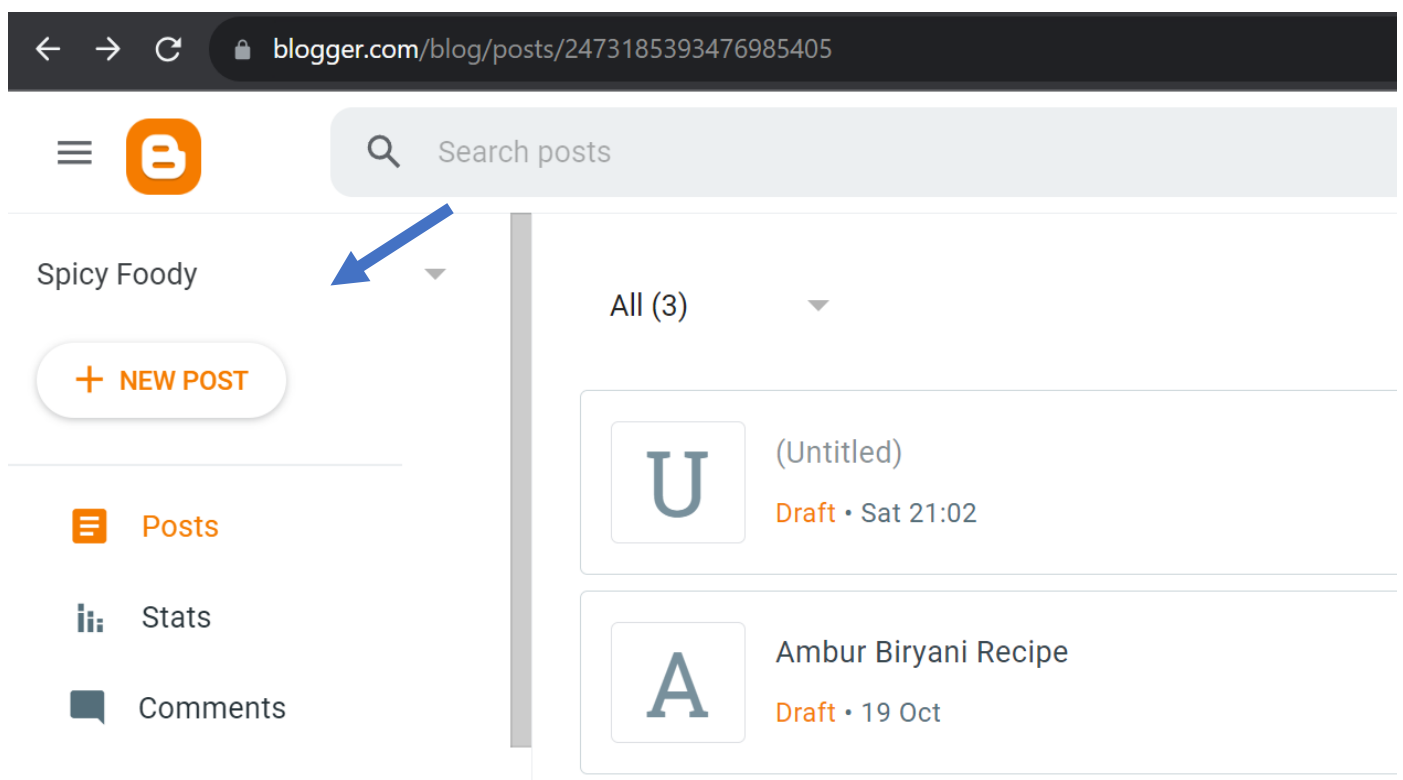 blogger.com/blog/posts/2473185393476985405
Search posts
Spicy Foody
All (3)
+ NEW POST
U
(Untitled)
Draft • Sat 21:02
Posts
Stats
A
Ambur Biryani Recipe
Draft • 19 Oct
Comments